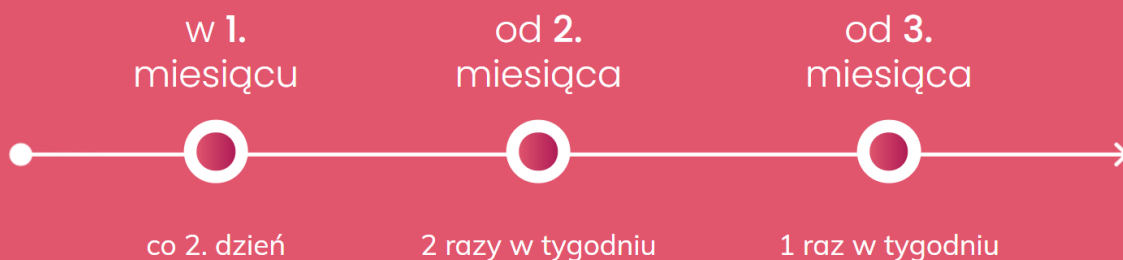 w 1.
miesiącu
od 2.
miesiąca
od 3.
miesiąca
co 2. dzień
2 razy w tygodniu
1 raz w tygodniu